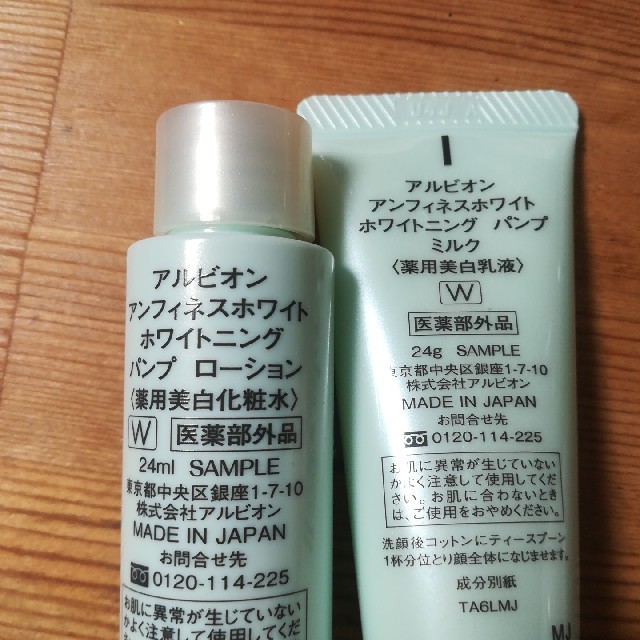 アルビオン
アンフィネスホワイト
ホワイトニング
パンプ ローション
〈薬用美白化粧水〉
W 医薬部外品
24ml SAMPLE
東京都中央区銀座1-7-10
株式会社アルビオン
MADE IN JAPAN
お問合せ先
0120-114-225
お肌に異常が生じていない
かよく注意して使用してくだ
アルビオン
アンフィネスホワイト
ホワイトニング パンプ
ミルク
〈薬用美白乳液〉
W
医薬部外品
24g SAMPLE
東京都中央区銀座1-7-10
株式会社アルビオン
MADE IN JAPAN
お問合せ先
0120-114-225
お肌に異常が生じていない
かよく注意して使用してくだ
さい。お肌に合わないとき
は、ご使用をおやめください。
洗顔後コットンにティースプーン
1杯分位とり顔全体になじませます。
成分別紙
TA6LMJ
MJ